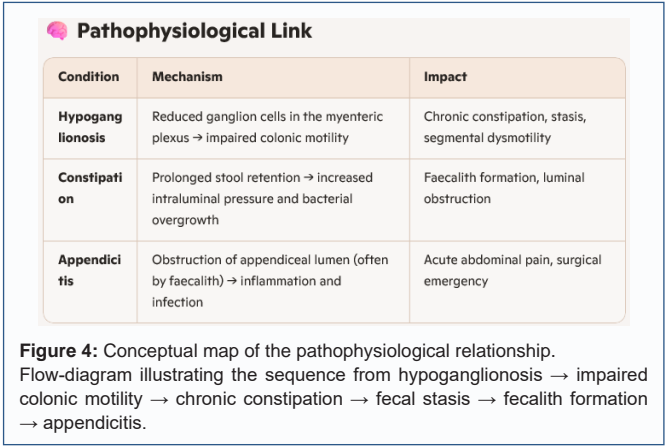 Pathophysiological Link
Condition Mechanism Impact
Hypogang
lionosis
Reduced ganglion cells in the myenteric
plexus → impaired colonic motility
Chronic constipation, stasis,
segmental dysmotility
Constipati
on
Prolonged stool retention → increased
intraluminal pressure and bacterial
overgrowth
Faecalith formation, luminal
obstruction
Appendici
tis
Obstruction of appendiceal lumen (often
by faecalith) → inflammation and
infection
Acute abdominal pain, surgical
emergency
Figure 4: Conceptual map of the pathophysiological relationship.
Flow-diagram illustrating the sequence from hypoganglionosis → impaired
colonic motility → chronic constipation → fecal stasis → fecalith formation
→ appendicitis.